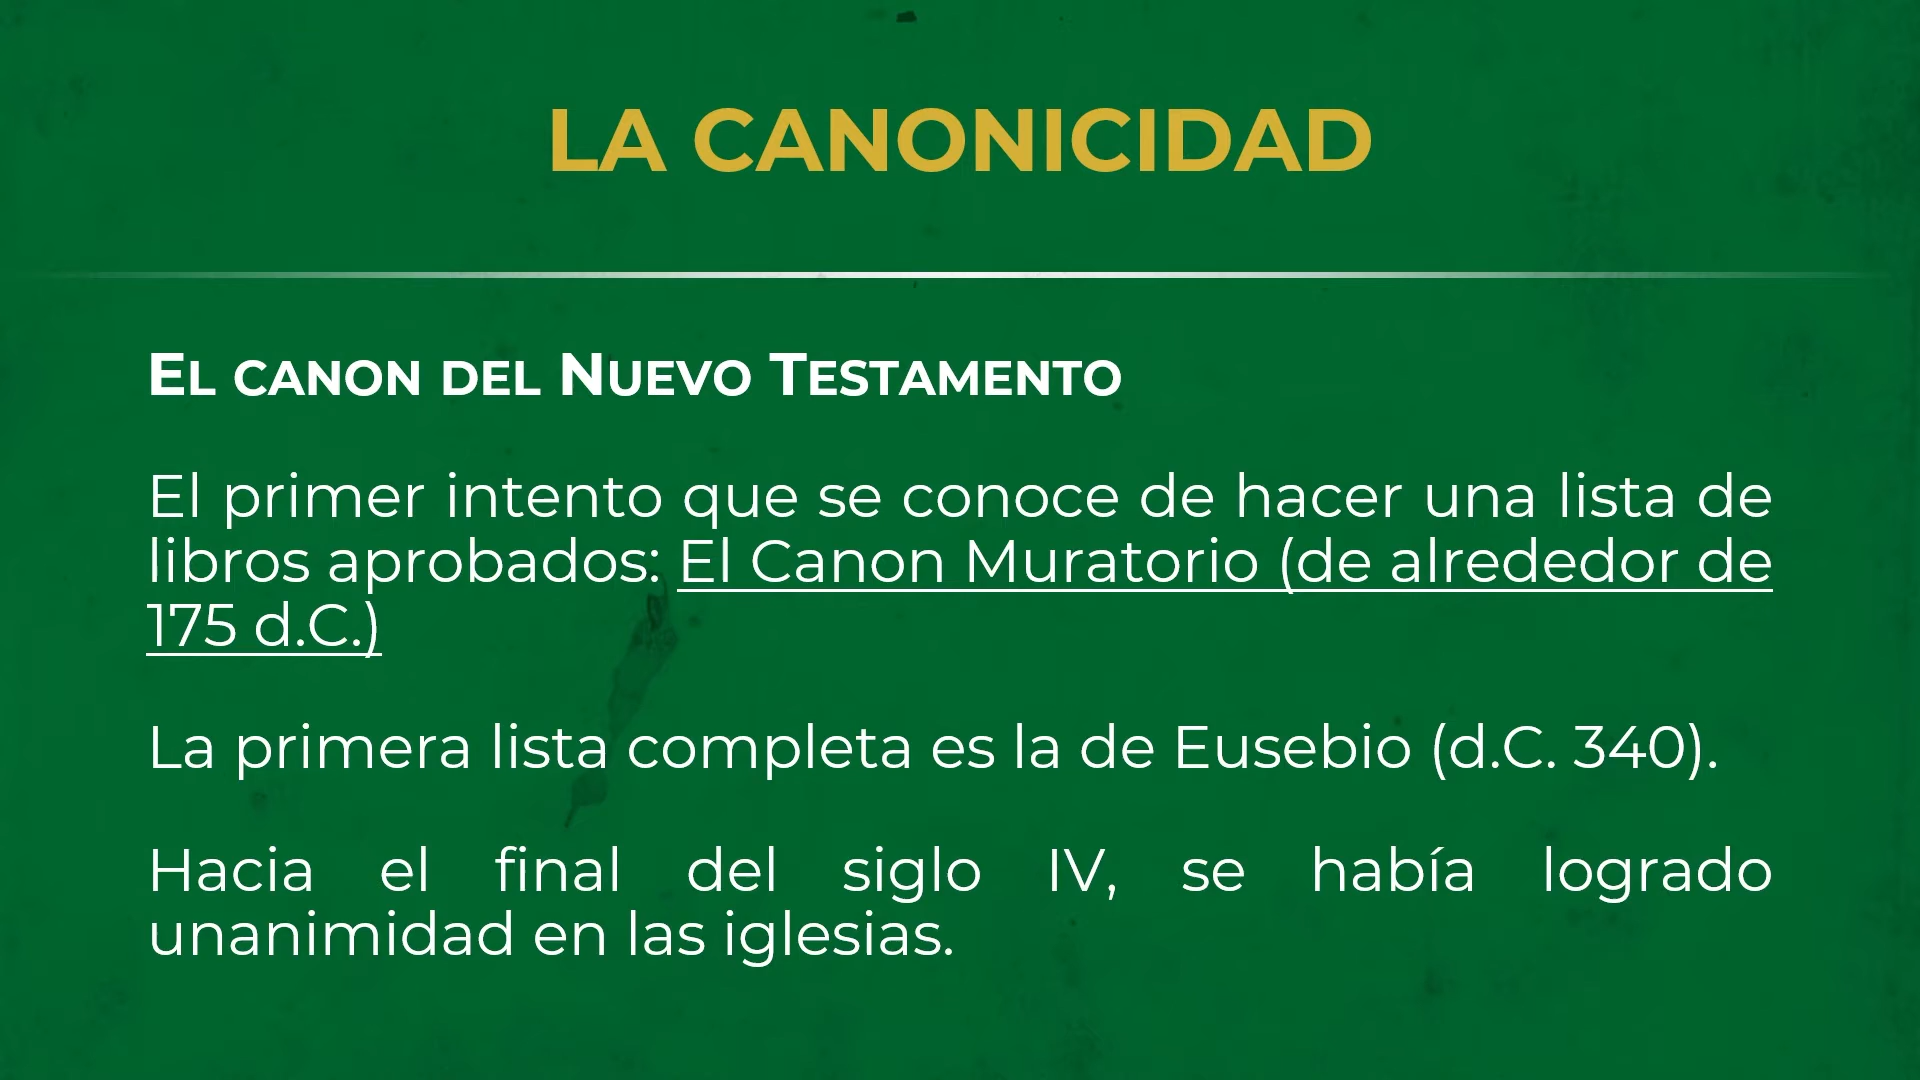 LA CANONICIDAD
El canon del Nuevo Testamento
El primer intento que se conoce de hacer una lista de
libros aprobados: El Canon Muratorio (de alrededor de
175 d.C.)
La primera lista completa es la de Eusebio (d.C. 340).
Hacia el final del siglo IV, se había logrado
unanimidad en las iglesias.